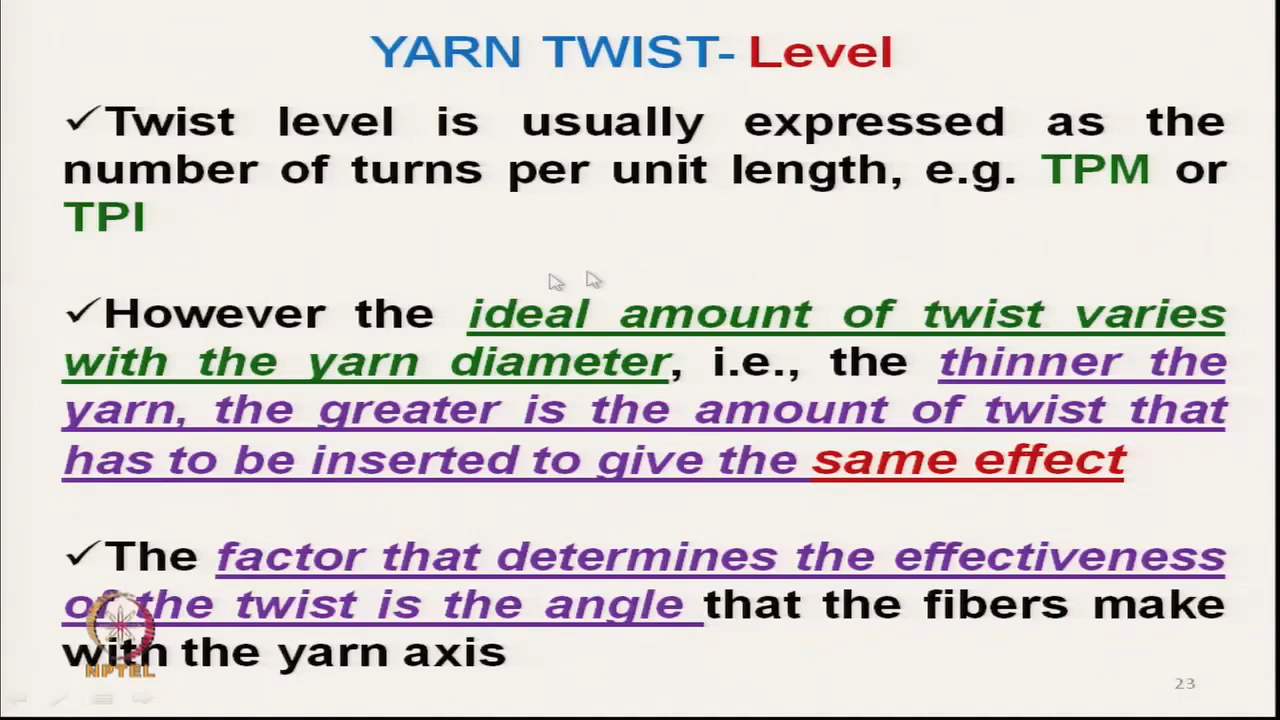 YARN TWIST- Level
✓Twist level is usually expressed as the
number of turns per unit length, e.g. TPM or
TPI
✓However the ideal amount of twist varies
with the yarn diameter, i.e., the thinner the
yarn, the greater is the amount of twist that
has to be inserted to give the same effect
✓The factor that determines the effectiveness
of the twist is the angle that the fibers make
with the yarn axis
NPTEL
23